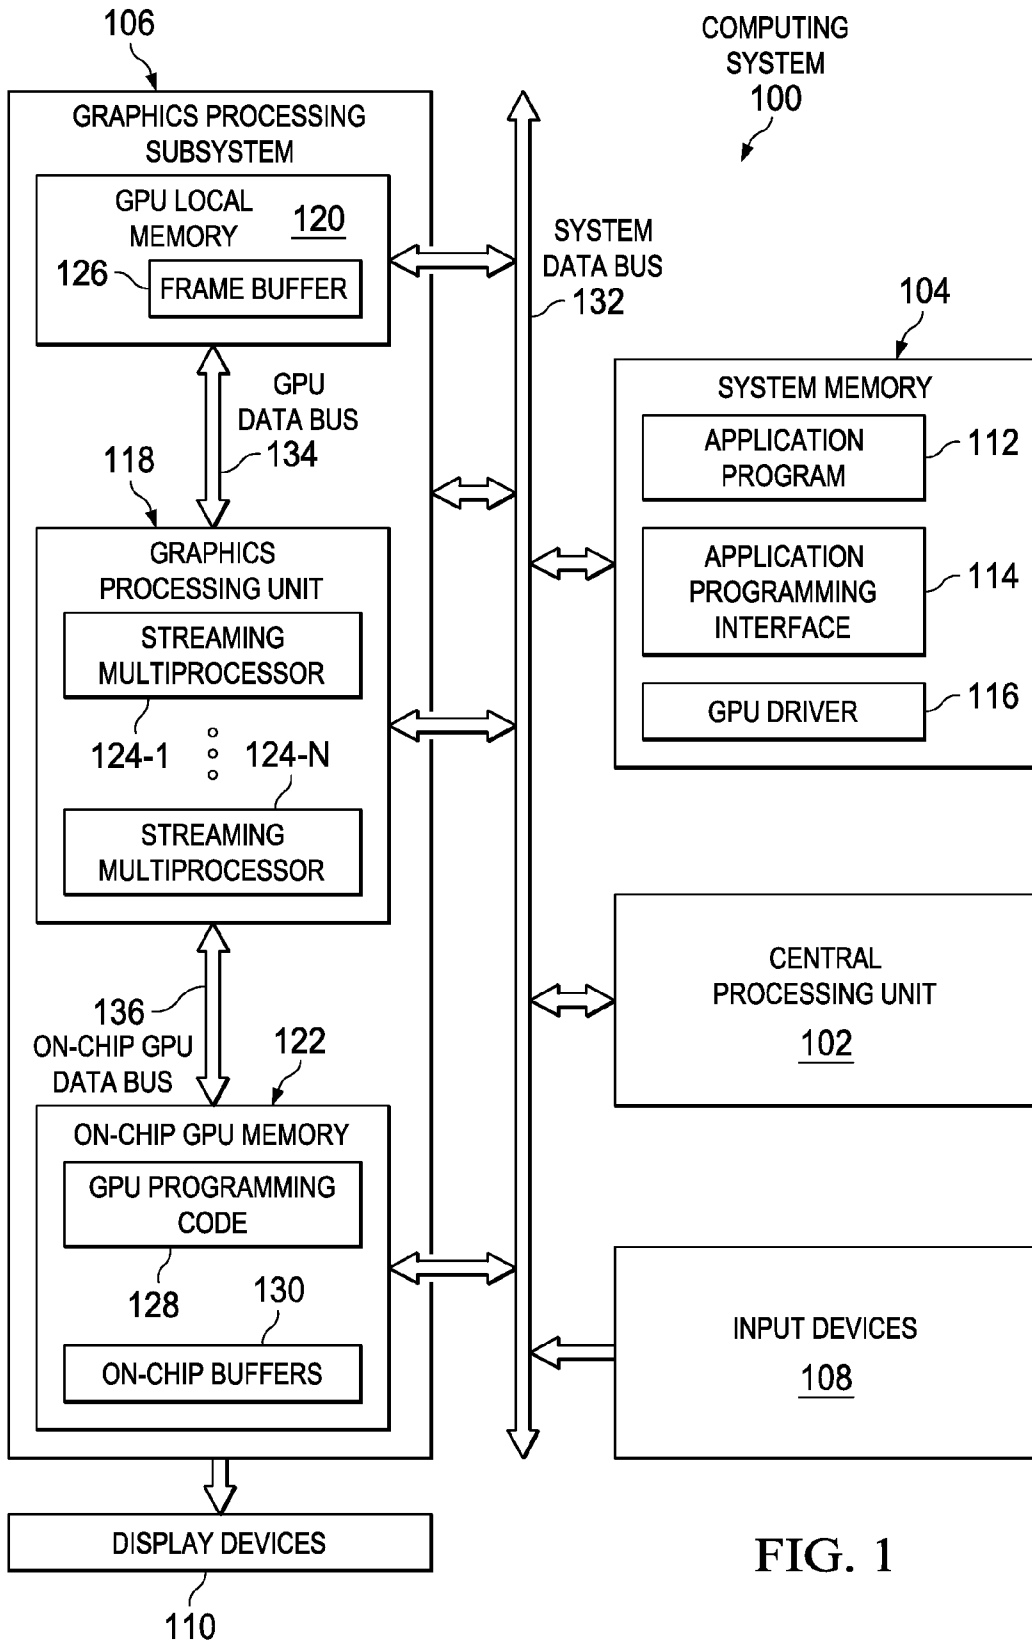 COMPUTING
SYSTEM
100
106
GRAPHICS PROCESSING
SUBSYSTEM
GPU LOCAL
MEMORY
120
126
FRAME BUFFER
GPU
DATA BUS
134
118
GRAPHICS
PROCESSING UNIT
STREAMING
MULTIPROCESSOR
124-1
124-N
STREAMING
MULTIPROCESSOR
136
ON-CHIP GPU
DATA BUS
122
ON-CHIP GPU MEMORY
GPU PROGRAMMING
CODE
128
130
ON-CHIP BUFFERS
DISPLAY DEVICES
110
SYSTEM
DATA BUS
132
104
SYSTEM MEMORY
APPLICATION
PROGRAM
112
APPLICATION
PROGRAMMING
INTERFACE
114
GPU DRIVER
116
CENTRAL
PROCESSING UNIT
102
INPUT DEVICES
108
FIG. 1